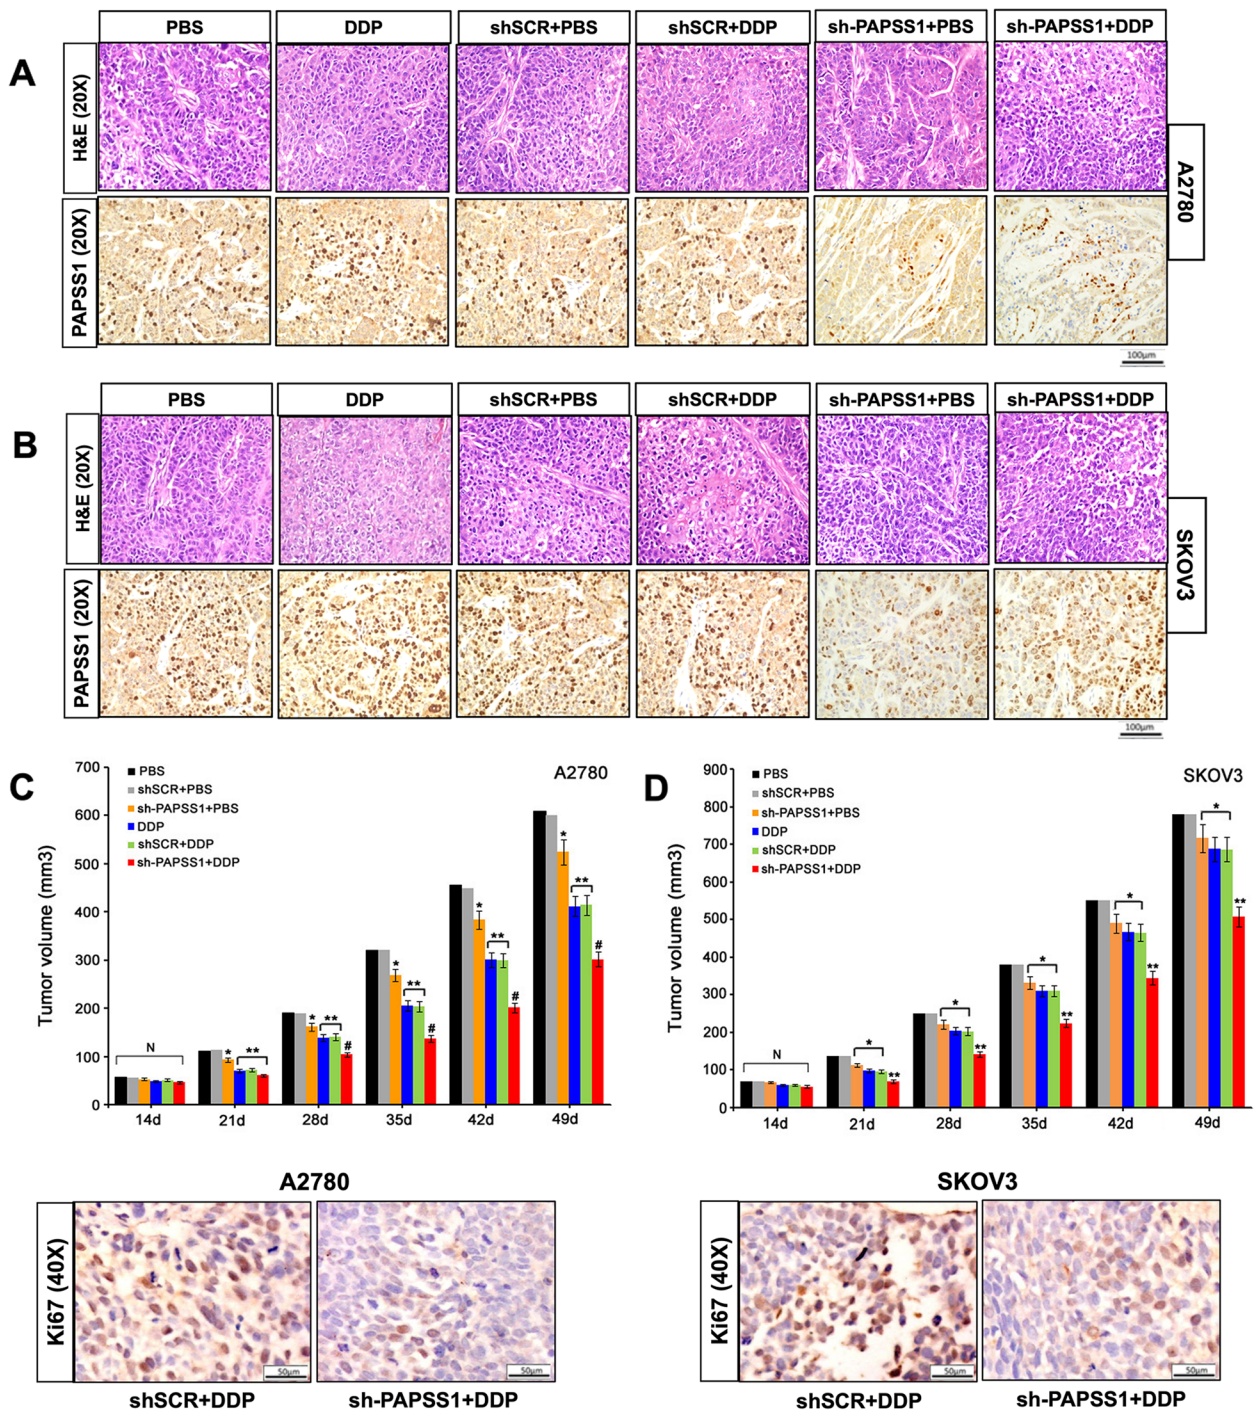 PBS DDP shSCR+PBS shSCR+DDP sh-PAPSS1+PBS sh-PAPSS1+DDP
A
H&E (20X)
PAPSS1 (20X)
A2780
100μm
PBS DDP shSCR+PBS shSCR+DDP sh-PAPSS1+PBS sh-PAPSS1+DDP
B
H&E (20X)
PAPSS1 (20X)
SKOV3
100μm
C
A2780
PBS
shSCR+PBS
sh-PAPSS1+PBS
DDP
shSCR+DDP
sh-PAPSS1+DDP
Tumor volume (mm3)
700
600
500
400
300
200
100
0
N
* **
* ** #
* ** #
* ** #
* ** #
14d 21d 28d 35d 42d 49d
D
SKOV3
PBS
shSCR+PBS
sh-PAPSS1+PBS
DDP
shSCR+DDP
sh-PAPSS1+DDP
Tumor volume (mm3)
900
800
700
600
500
400
300
200
100
0
N
* **
* **
* **
* **
* **
14d 21d 28d 35d 42d 49d
A2780
Ki67 (40X)
50μm 50μm
shSCR+DDP sh-PAPSS1+DDP
SKOV3
Ki67 (40X)
50μm 50μm
shSCR+DDP sh-PAPSS1+DDP